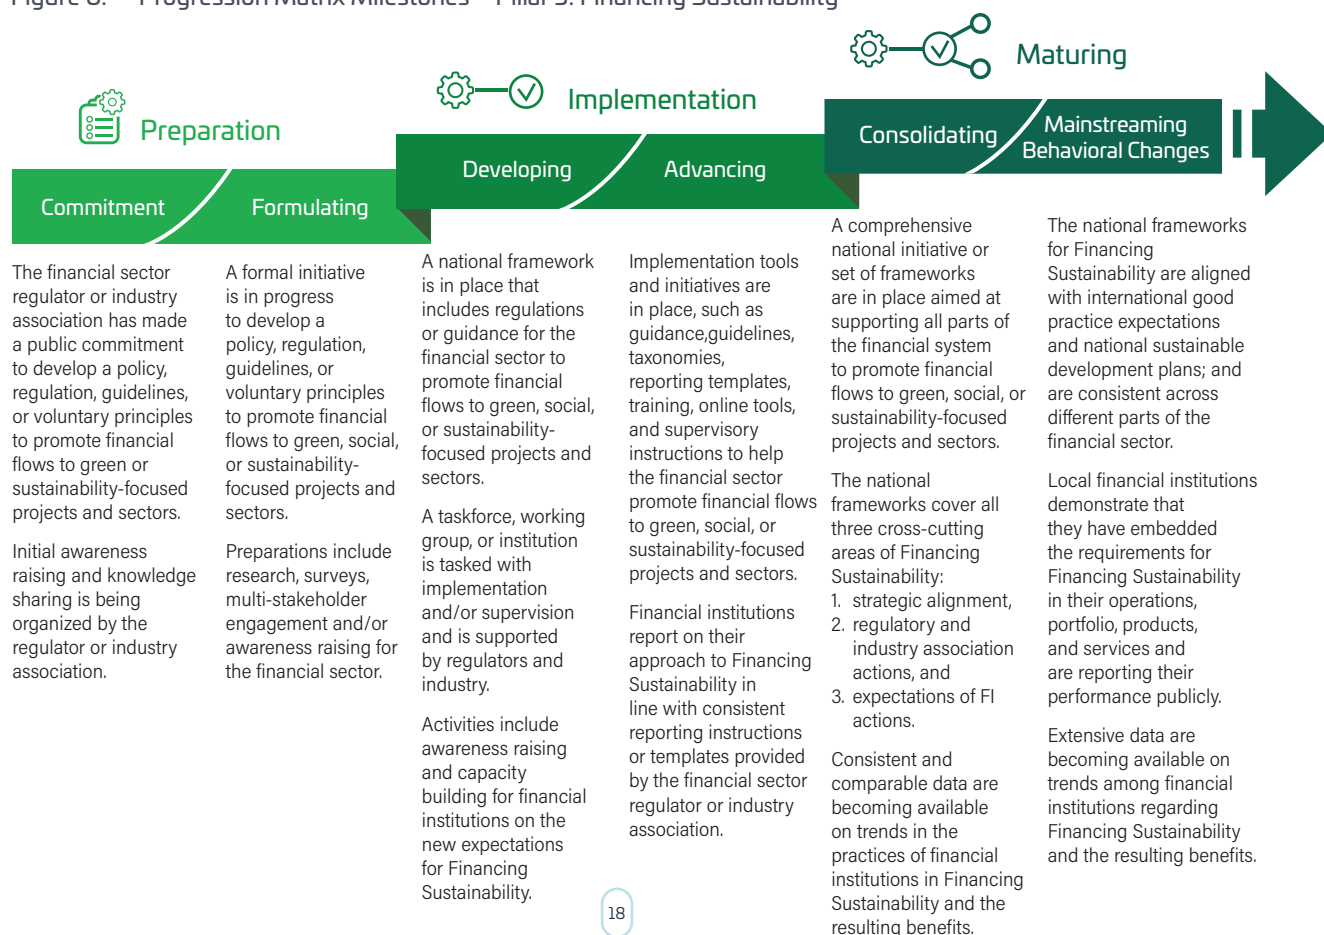 Figure 6. Progression Matrix Milestones – Pillar 3: Financing Sustainability
Preparation
Implementation
Maturing
Commitment
Formulating
Developing
Advancing
Consolidating
Mainstreaming
Behavioral Changes
The financial sector
regulator or industry
association has made
a public commitment
to develop a policy,
regulation, guidelines,
or voluntary principles
to promote financial
flows to green or
sustainability-focused
projects and sectors.
Initial awareness
raising and knowledge
sharing is being
organized by the
regulator or industry
association.
A formal initiative
is in progress
to develop a
policy, regulation,
guidelines, or
voluntary principles
to promote financial
flows to green, social,
or sustainability-
focused projects and
sectors.
Preparations include
research, surveys,
multi-stakeholder
engagement and/or
awareness raising for
the financial sector.
A national framework
is in place that
includes regulations
or guidance for the
financial sector to
promote financial
flows to green, social,
or sustainability-
focused projects and
sectors.
A taskforce, working
group, or institution
is tasked with
implementation
and/or supervision
and is supported
by regulators and
industry.
Activities include
awareness raising
and capacity
building for financial
institutions on the
new expectations
for Financing
Sustainability.
Implementation tools
and initiatives are
in place, such as
guidance,guidelines,
taxonomies,
reporting templates,
training, online tools,
and supervisory
instructions to help
the financial sector
promote financial flows
to green, social, or
sustainability-focused
projects and sectors.
Financial institutions
report on their
approach to Financing
Sustainability in
line with consistent
reporting instructions
or templates provided
by the financial sector
regulator or industry
association.
A comprehensive
national initiative or
set of frameworks
are in place aimed at
supporting all parts of
the financial system
to promote financial
flows to green, social, or
sustainability-focused
projects and sectors.
The national
frameworks cover all
three cross-cutting
areas of Financing
Sustainability:
1. strategic alignment,
2. regulatory and
industry association
actions, and
3. expectations of FI
actions.
Consistent and
comparable data are
becoming available
on trends in the
practices of financial
institutions in Financing
Sustainability and the
resulting benefits.
The national frameworks
for Financing
Sustainability are aligned
with international good
practice expectations
and national sustainable
development plans; and
are consistent across
different parts of the
financial sector.
Local financial institutions
demonstrate that
they have embedded
the requirements for
Financing Sustainability
in their operations,
portfolio, products,
and services and
are reporting their
performance publicly.
Extensive data are
becoming available on
trends among financial
institutions regarding
Financing Sustainability
and the resulting benefits.
18